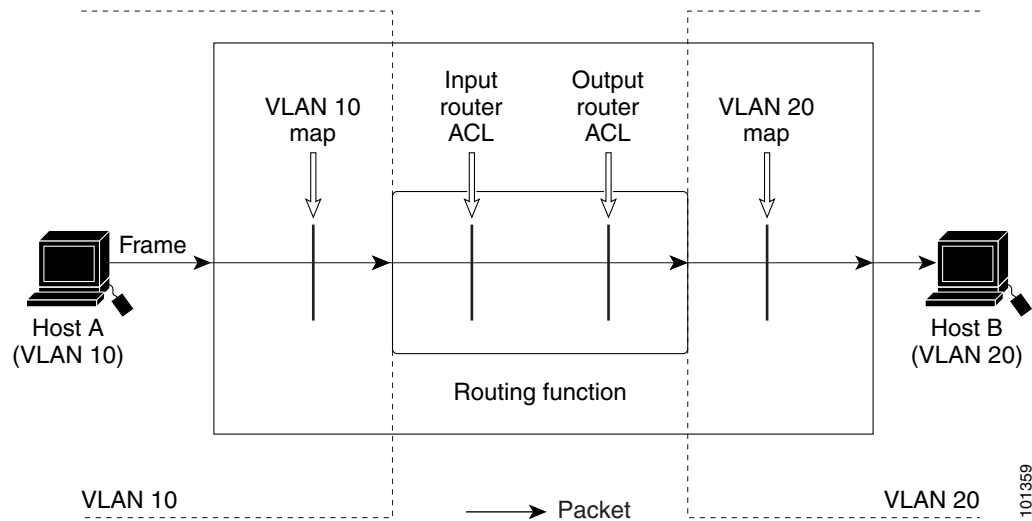 VLAN 10
map
Input
router
ACL
Output
router
ACL
VLAN 20
map
Frame
Host A
(VLAN 10)
Host B
(VLAN 20)
Routing function
VLAN 10
Packet
VLAN 20
101359